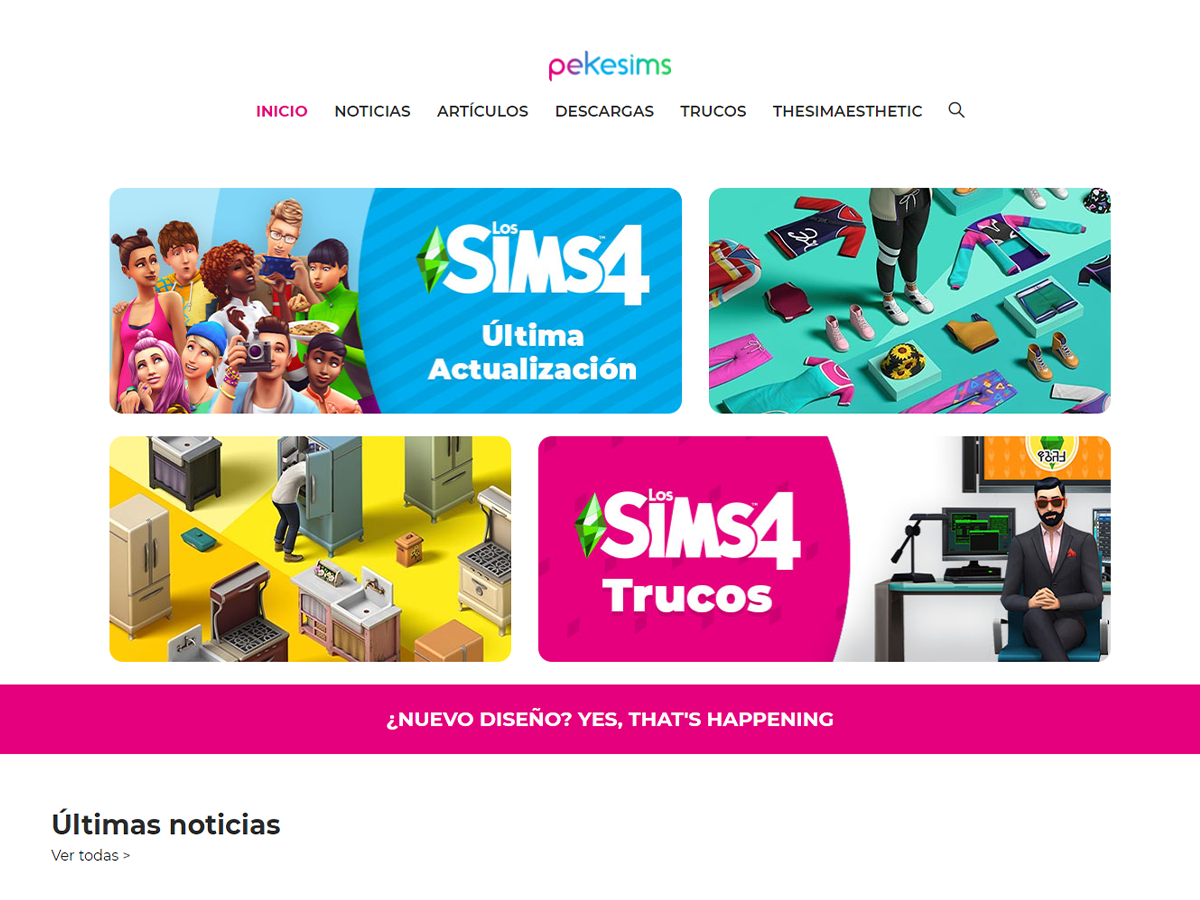 pekesims
INICIO NOTICIAS ARTÍCULOS DESCARGAS TRUCOS THESIMAESTHETIC
Los
SiMS4
Última
Actualización
Los
SiMS4
Trucos
¿NUEVO DISEÑO? YES, THAT'S HAPPENING
Últimas noticias
Ver todas >